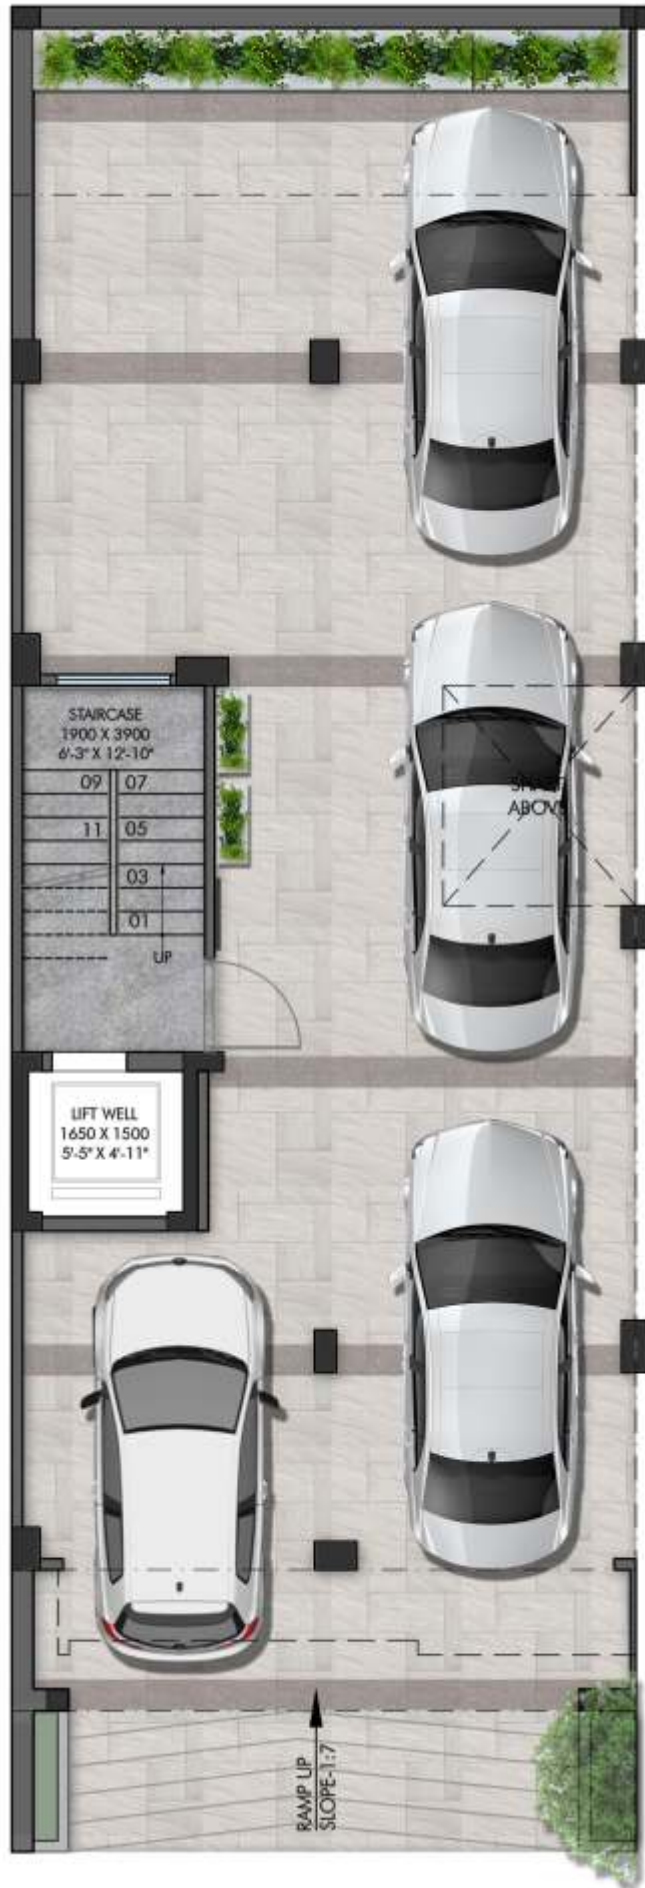 STAIRCASE
1900 X 3900
6'-3" X 12'-10"
09 07
11 05
03
01
UP
ABOVE
LIFT WELL
1650 X 1500
5'-5" X 4'-11"
RAMP UP
SLOPE-1:7